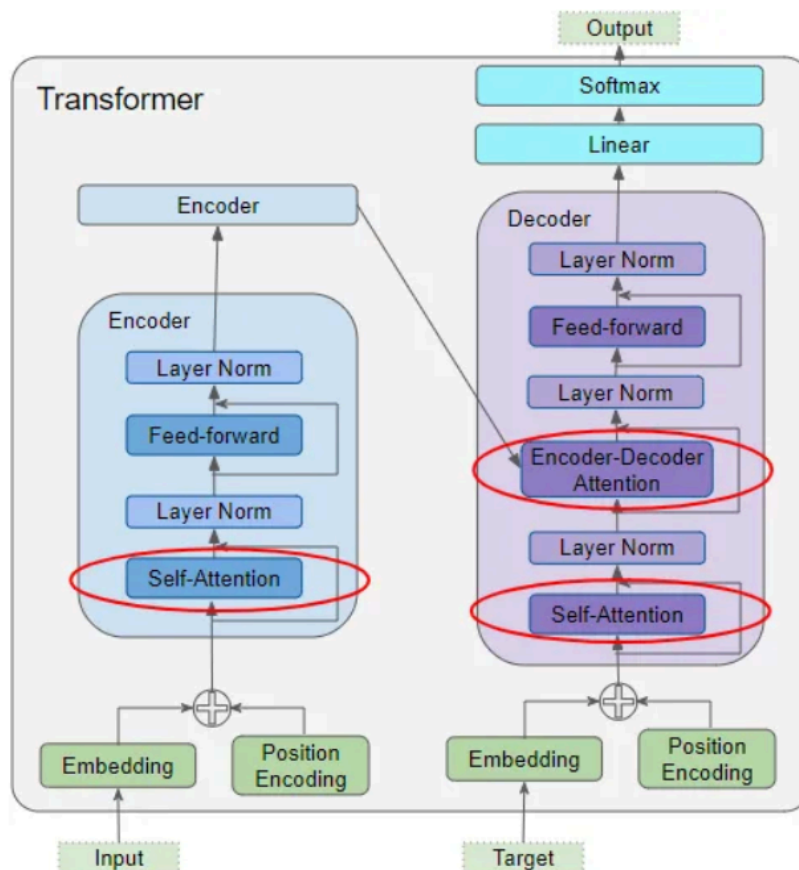 Output
Softmax
Transformer
Linear
Encoder
Decoder
Layer Norm
Encoder
Feed-forward
Layer Norm
Layer Norm
Feed-forward
Encoder-Decoder
Attention
Layer Norm
Layer Norm
Self-Attention
Self-Attention
Embedding
Position
Encoding
Embedding
Position
Encoding
Input
Target